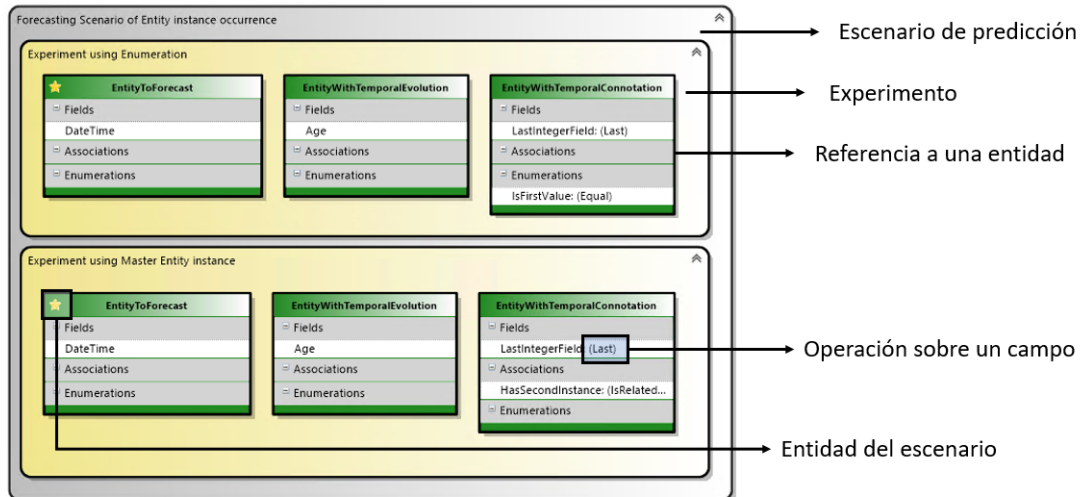 Forecasting Scenario of Entity instance occurrence
Escenario de predicción
Experiment using Enumeration
EntityToForecast
Fields
DateTime
Associations
Enumerations
EntityWithTemporalEvolution
Fields
Age
Associations
Enumerations
EntityWithTemporalConnotation
Fields
LastIntegerField: (Last)
Associations
Enumerations
IsFirstValue: (Equal)
Experimento
Referencia a una entidad
Experiment using Master Entity instance
EntityToForecast
Fields
DateTime
Associations
Enumerations
EntityWithTemporalEvolution
Fields
Age
Associations
Enumerations
EntityWithTemporalConnotation
Fields
LastIntegerField: (Last)
Associations
HasSecondInstance: (IsRelated...
Enumerations
Operación sobre un campo
Entidad del escenario